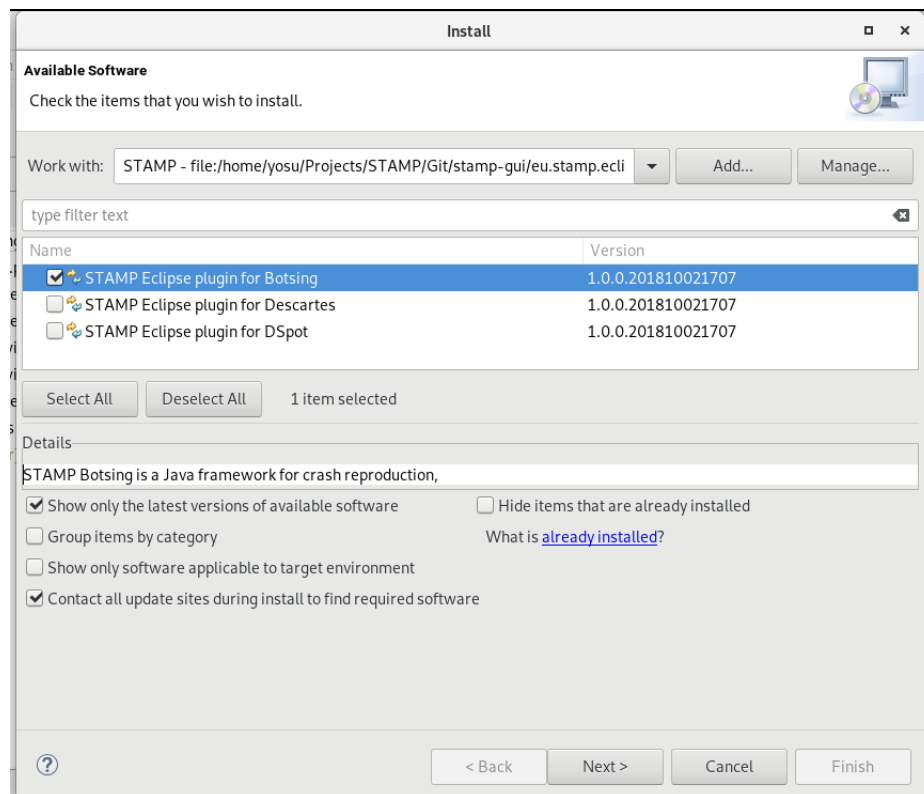 Install
Available Software
Check the items that you wish to install.
Work with: STAMP - file:/home/yosu/Projects/STAMP/Git/stamp-gui/eu.stamp.ecli Add... Manage...
type filter text
Name Version
STAMP Eclipse plugin for Botsing 1.0.0.201810021707
STAMP Eclipse plugin for Descartes 1.0.0.201810021707
STAMP Eclipse plugin for DSpot 1.0.0.201810021707
Select All Deselect All 1 item selected
Details
STAMP Botsing is a Java framework for crash reproduction,
Show only the latest versions of available software Hide items that are already installed
Group items by category What is already installed?
Show only software applicable to target environment
Contact all update sites during install to find required software
< Back Next > Cancel Finish